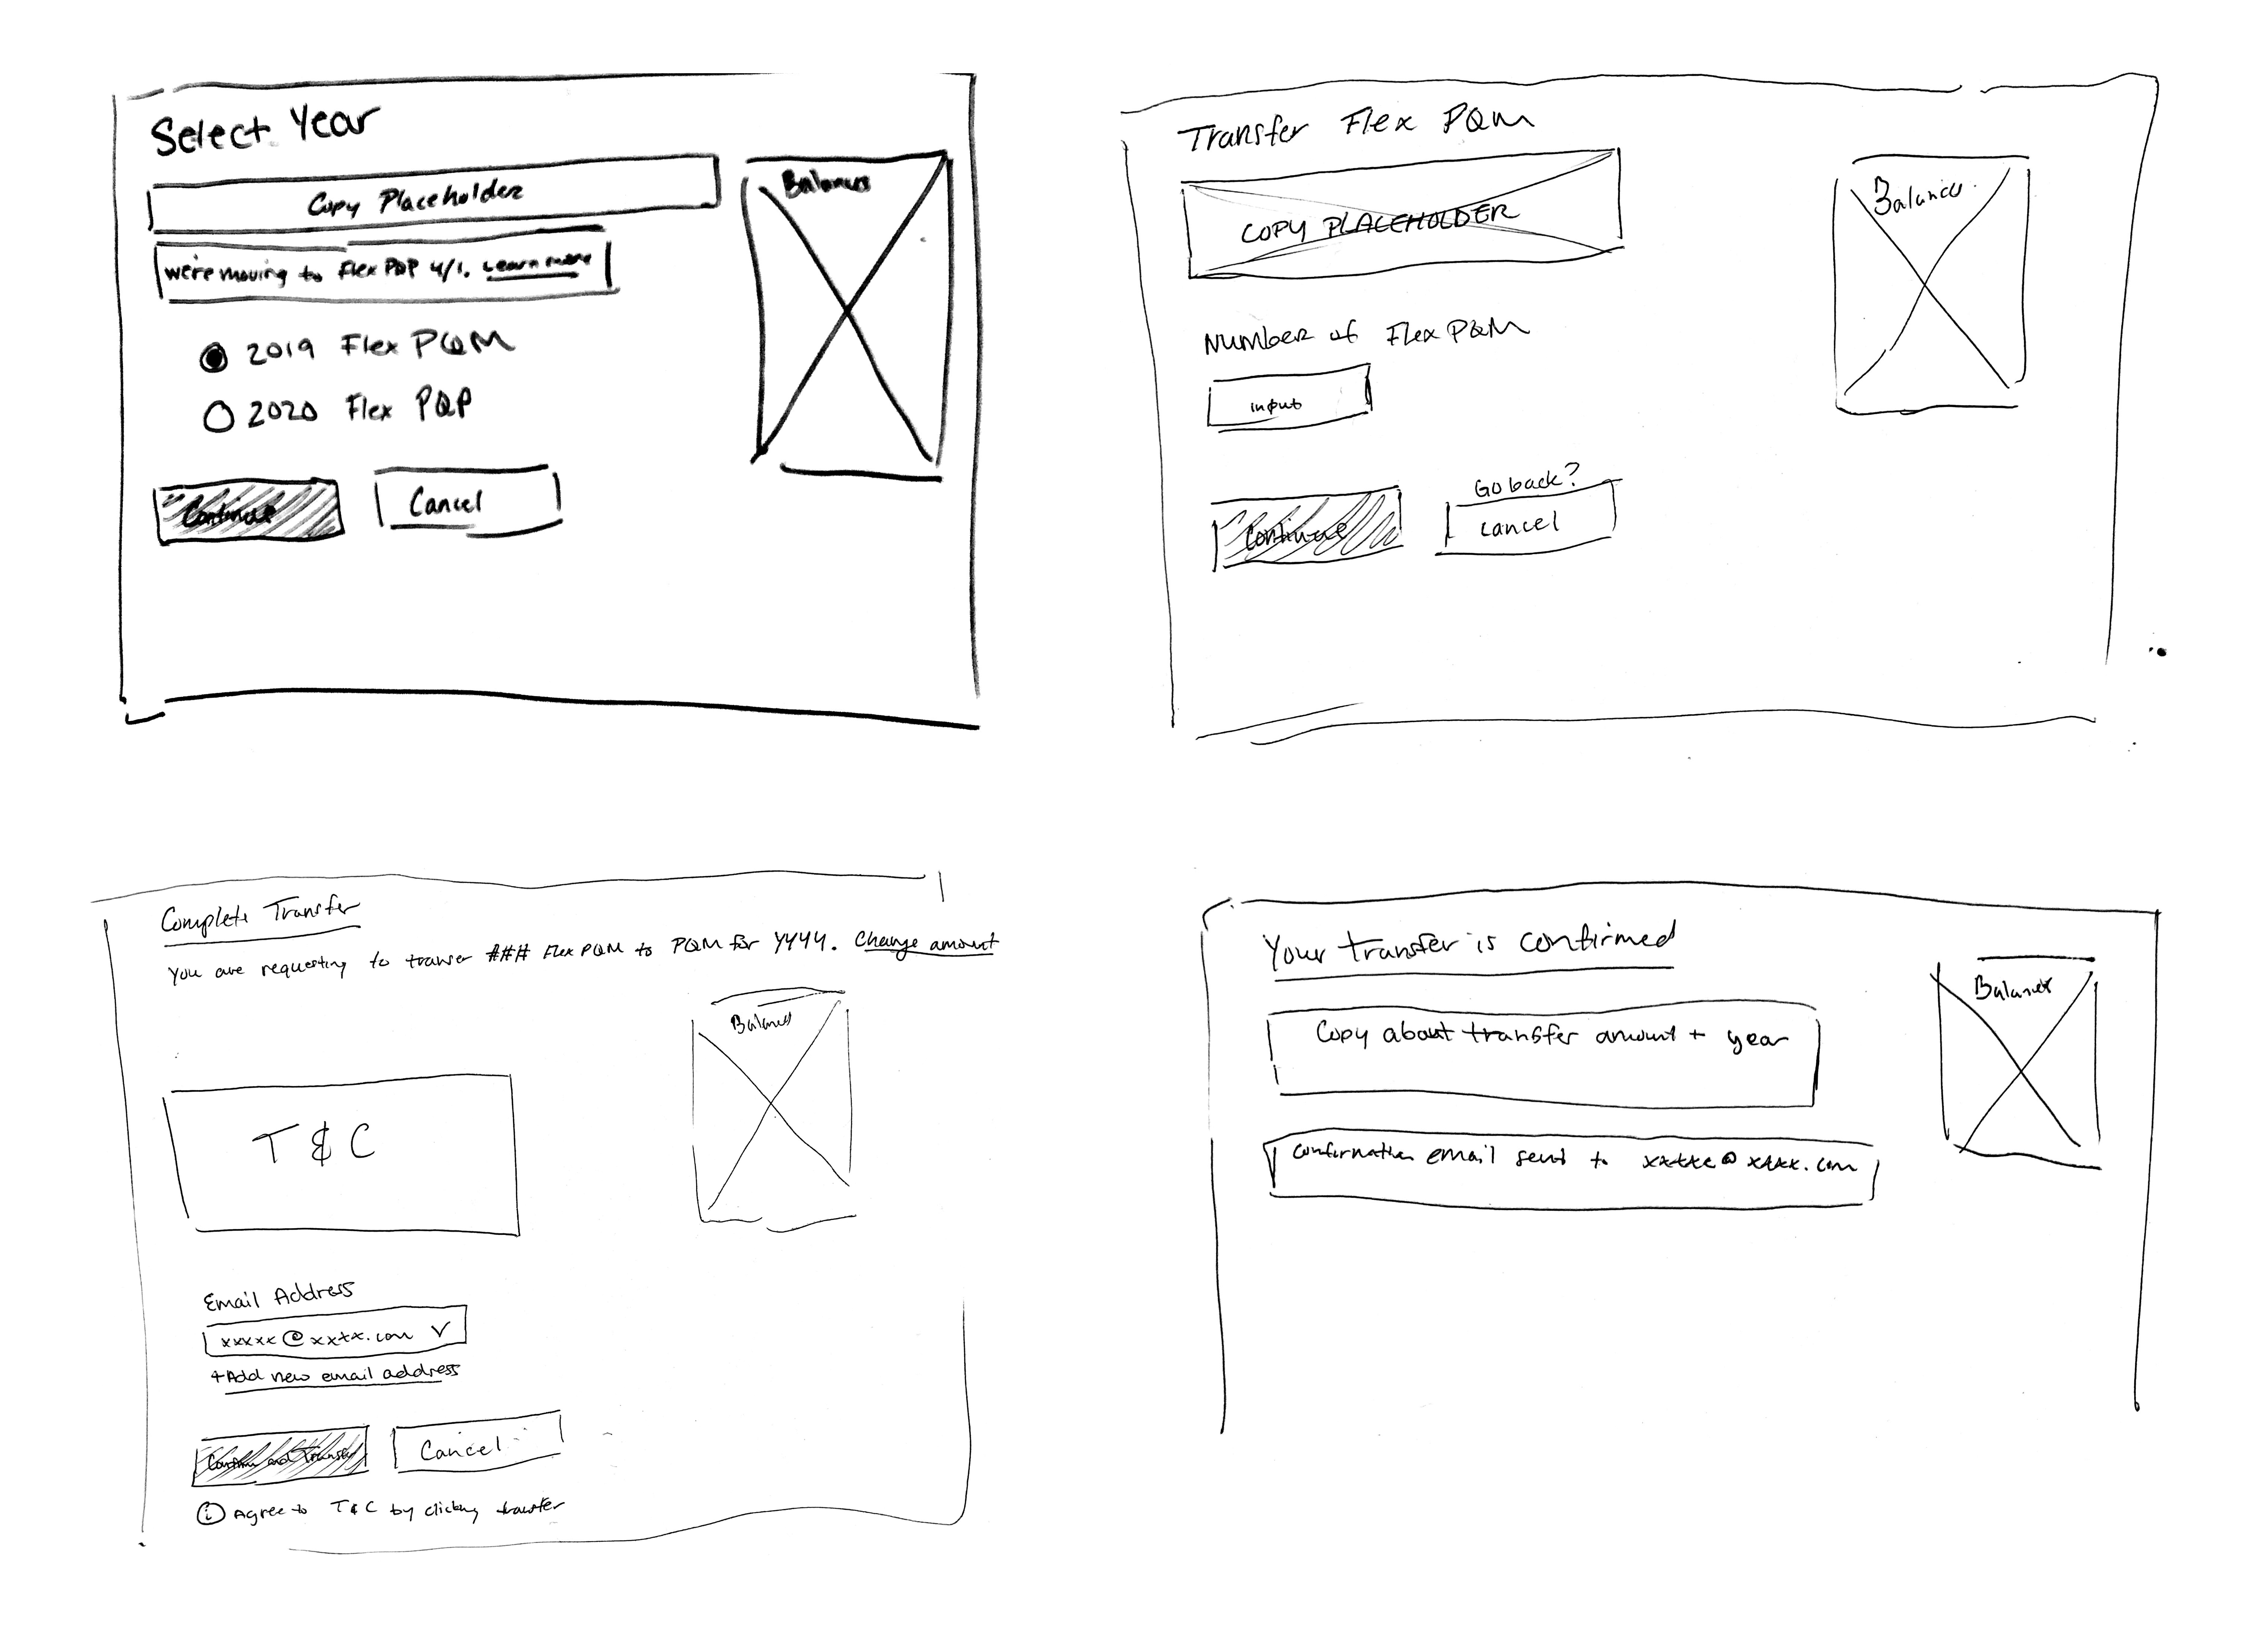 Select Year
Copy Placeholder
Balances
we're moving to Flex PQP 4/1. Learn more
2019 Flex PQM
2020 Flex PQP
Continue
Cancel
Transfer Flex PQM
COPY PLACEHOLDER
Balances
Number of Flex PQM
input
Go back?
Continue
cancel
Complete Transfer
You are requesting to transer ### Flex PQM to PQM for YYYY. Change amount
Balances
T & C
Email Address
xxxxx@xxxx.com
+Add new email address
Confirm and Transfer
Cancel
i Agree to T & C by clicking transfer
Your transfer is confirmed
Balances
Copy about transfer amount + year
confirmation email sent to xxxxx@xxxx.com